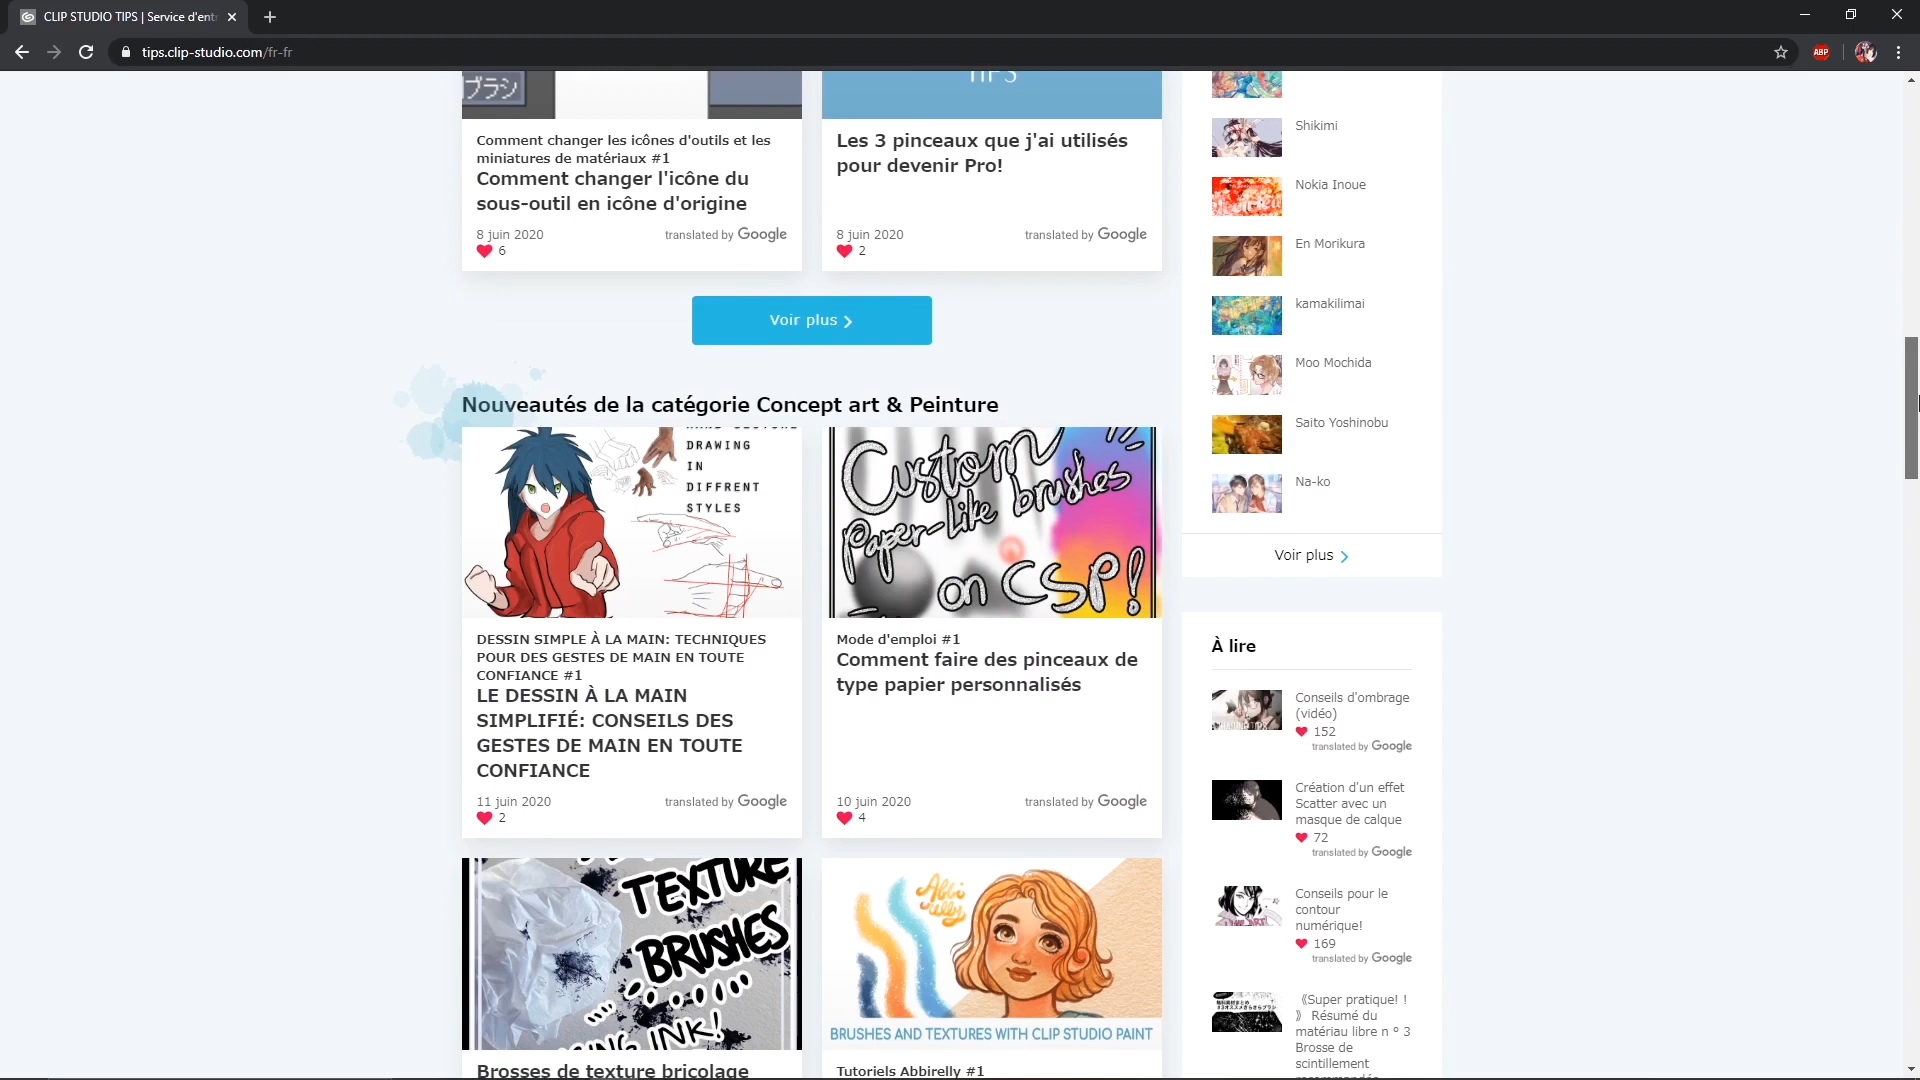 CLIP STUDIO TIPS | Service d'entr
tips.clip-studio.com/fr-fr
ABP
ブラシ
TIPS
Comment changer les icônes d'outils et les
miniatures de matériaux #1
Comment changer l'icône du
sous-outil en icône d'origine
8 juin 2020
translated by Google
6
Les 3 pinceaux que j'ai utilisés
pour devenir Pro!
8 juin 2020
translated by Google
2
Voir plus
Nouveautés de la catégorie Concept art & Peinture
DRAWING
IN
DIFFRENT
STYLES
DESSIN SIMPLE À LA MAIN: TECHNIQUES
POUR DES GESTES DE MAIN EN TOUTE
CONFIANCE #1
LE DESSIN À LA MAIN
SIMPLIFIÉ: CONSEILS DES
GESTES DE MAIN EN TOUTE
CONFIANCE
11 juin 2020
translated by Google
2
Custom
paper-like brushes
on CSP!
Mode d'emploi #1
Comment faire des pinceaux de
type papier personnalisés
10 juin 2020
translated by Google
4
TEXTURE
BRUSHES
USING INK!
Brosses de texture bricolage
Abbi
relly
BRUSHES AND TEXTURES WITH CLIP STUDIO PAINT
Tutoriels Abbirelly #1
Shikimi
Nokia Inoue
En Morikura
kamakilimai
Moo Mochida
Saito Yoshinobu
Na-ko
Voir plus
À lire
Conseils d'ombrage
(vidéo)
152
translated by Google
Création d'un effet
Scatter avec un
masque de calque
72
translated by Google
Conseils pour le
contour
numérique!
169
translated by Google
《Super pratique! !
》 Résumé du
matériau libre n ° 3
Brosse de
scintillement
recommandée